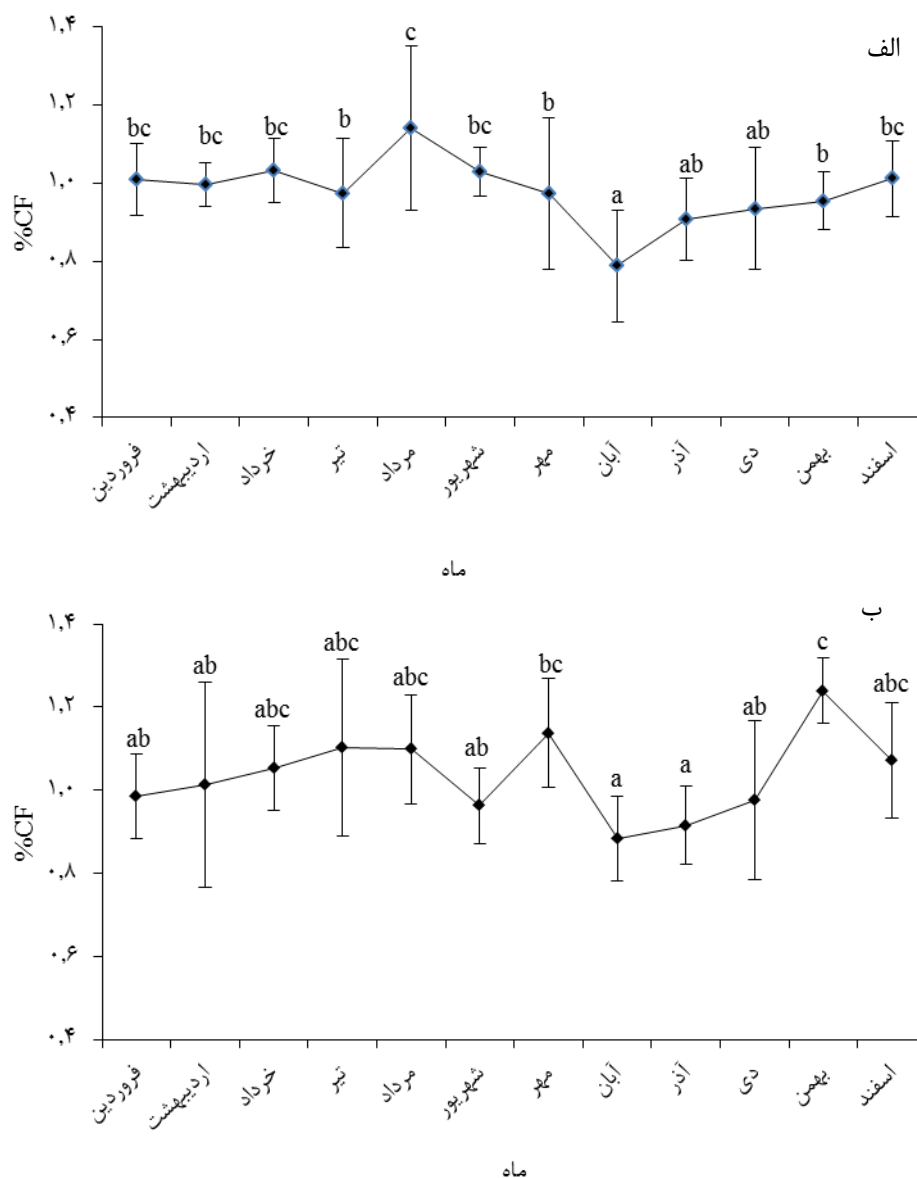 الف
%CF
۱,۴
۱,۲
۱,۰
۰,۸
۰,۶
۰,۴
bc bc bc b c bc b a ab ab b bc
فروردین اردیبهشت خرداد تیر مرداد شهریور مهر آبان آذر دی بهمن اسفند
ماه
ب
%CF
۱,۴
۱,۲
۱,۰
۰,۸
۰,۶
۰,۴
ab ab abc abc abc ab bc a a ab c abc
فروردین اردیبهشت خرداد تیر مرداد شهریور مهر آبان آذر دی بهمن اسفند
ماه